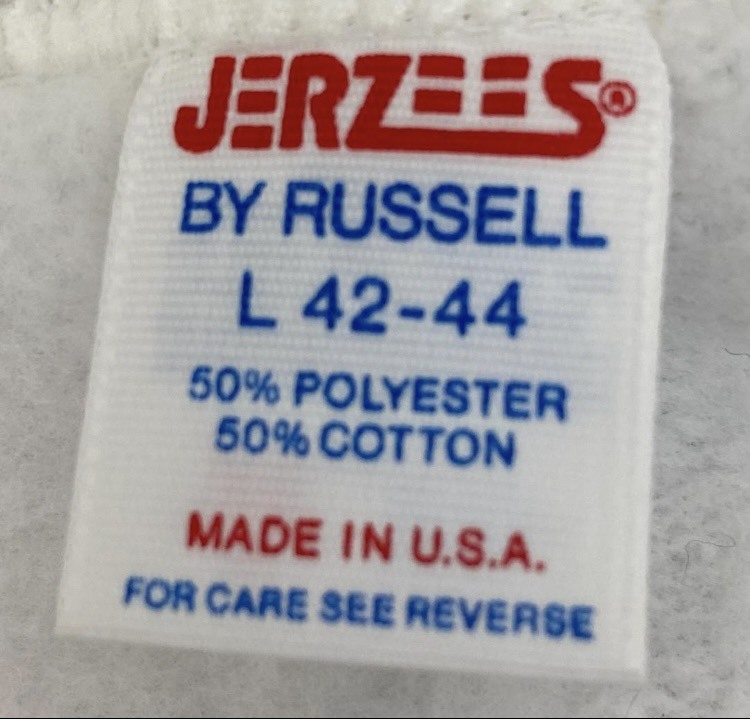 JERZEES®
BY RUSSELL
L 42-44
50% POLYESTER
50% COTTON
MADE IN U.S.A.
FOR CARE SEE REVERSE